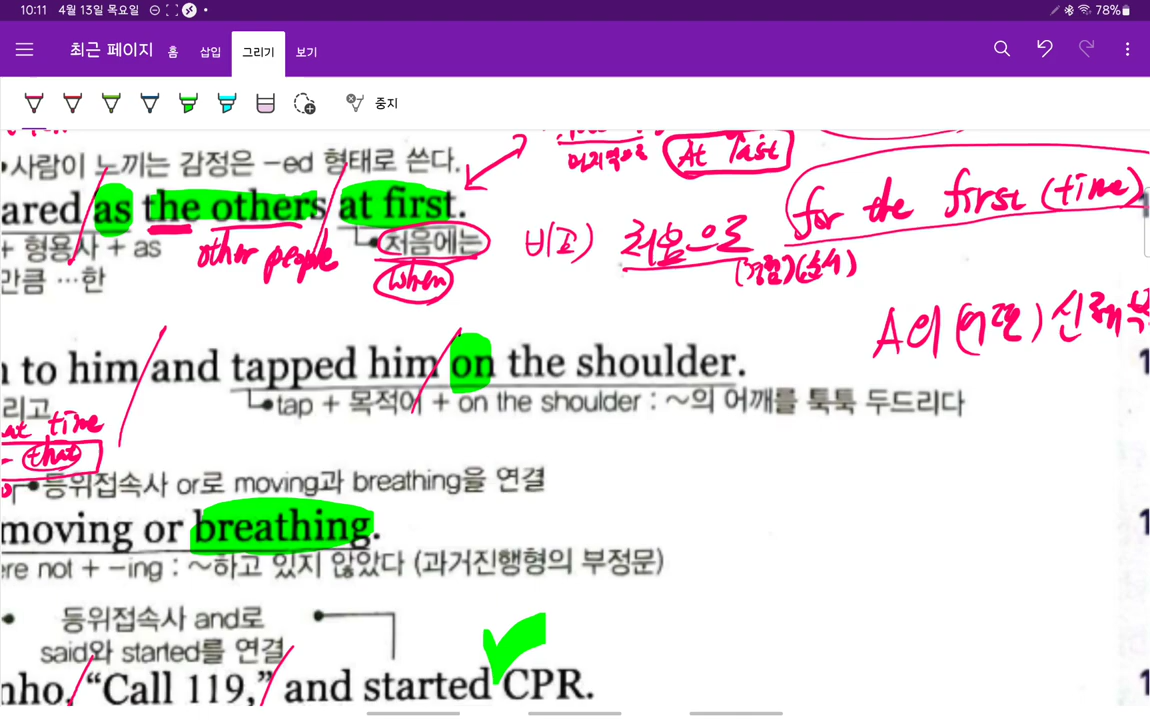 10:11 4월 13일 목요일 78%
최근 페이지 홈 삽입 그리기 보기
중지
•사람이 느끼는 감정은 -ed 형태로 쓴다.
At last
for the first (time)
ared as the others at first.
+ 형용사 + as
other people
처음에는
비교) 처음으로
만큼 …한
when
A의
n to him and tapped him on the shoulder.
리고
tap + 목적어 + on the shoulder : ~의 어깨를 툭툭 두드리다
at time
that
등위접속사 or로 moving과 breathing을 연결
moving or breathing.
ere not + -ing : ~하고 있지 않았다 (과거진행형의 부정문)
등위접속사 and로
said와 started를 연결
nho, “Call 119,” and started CPR.